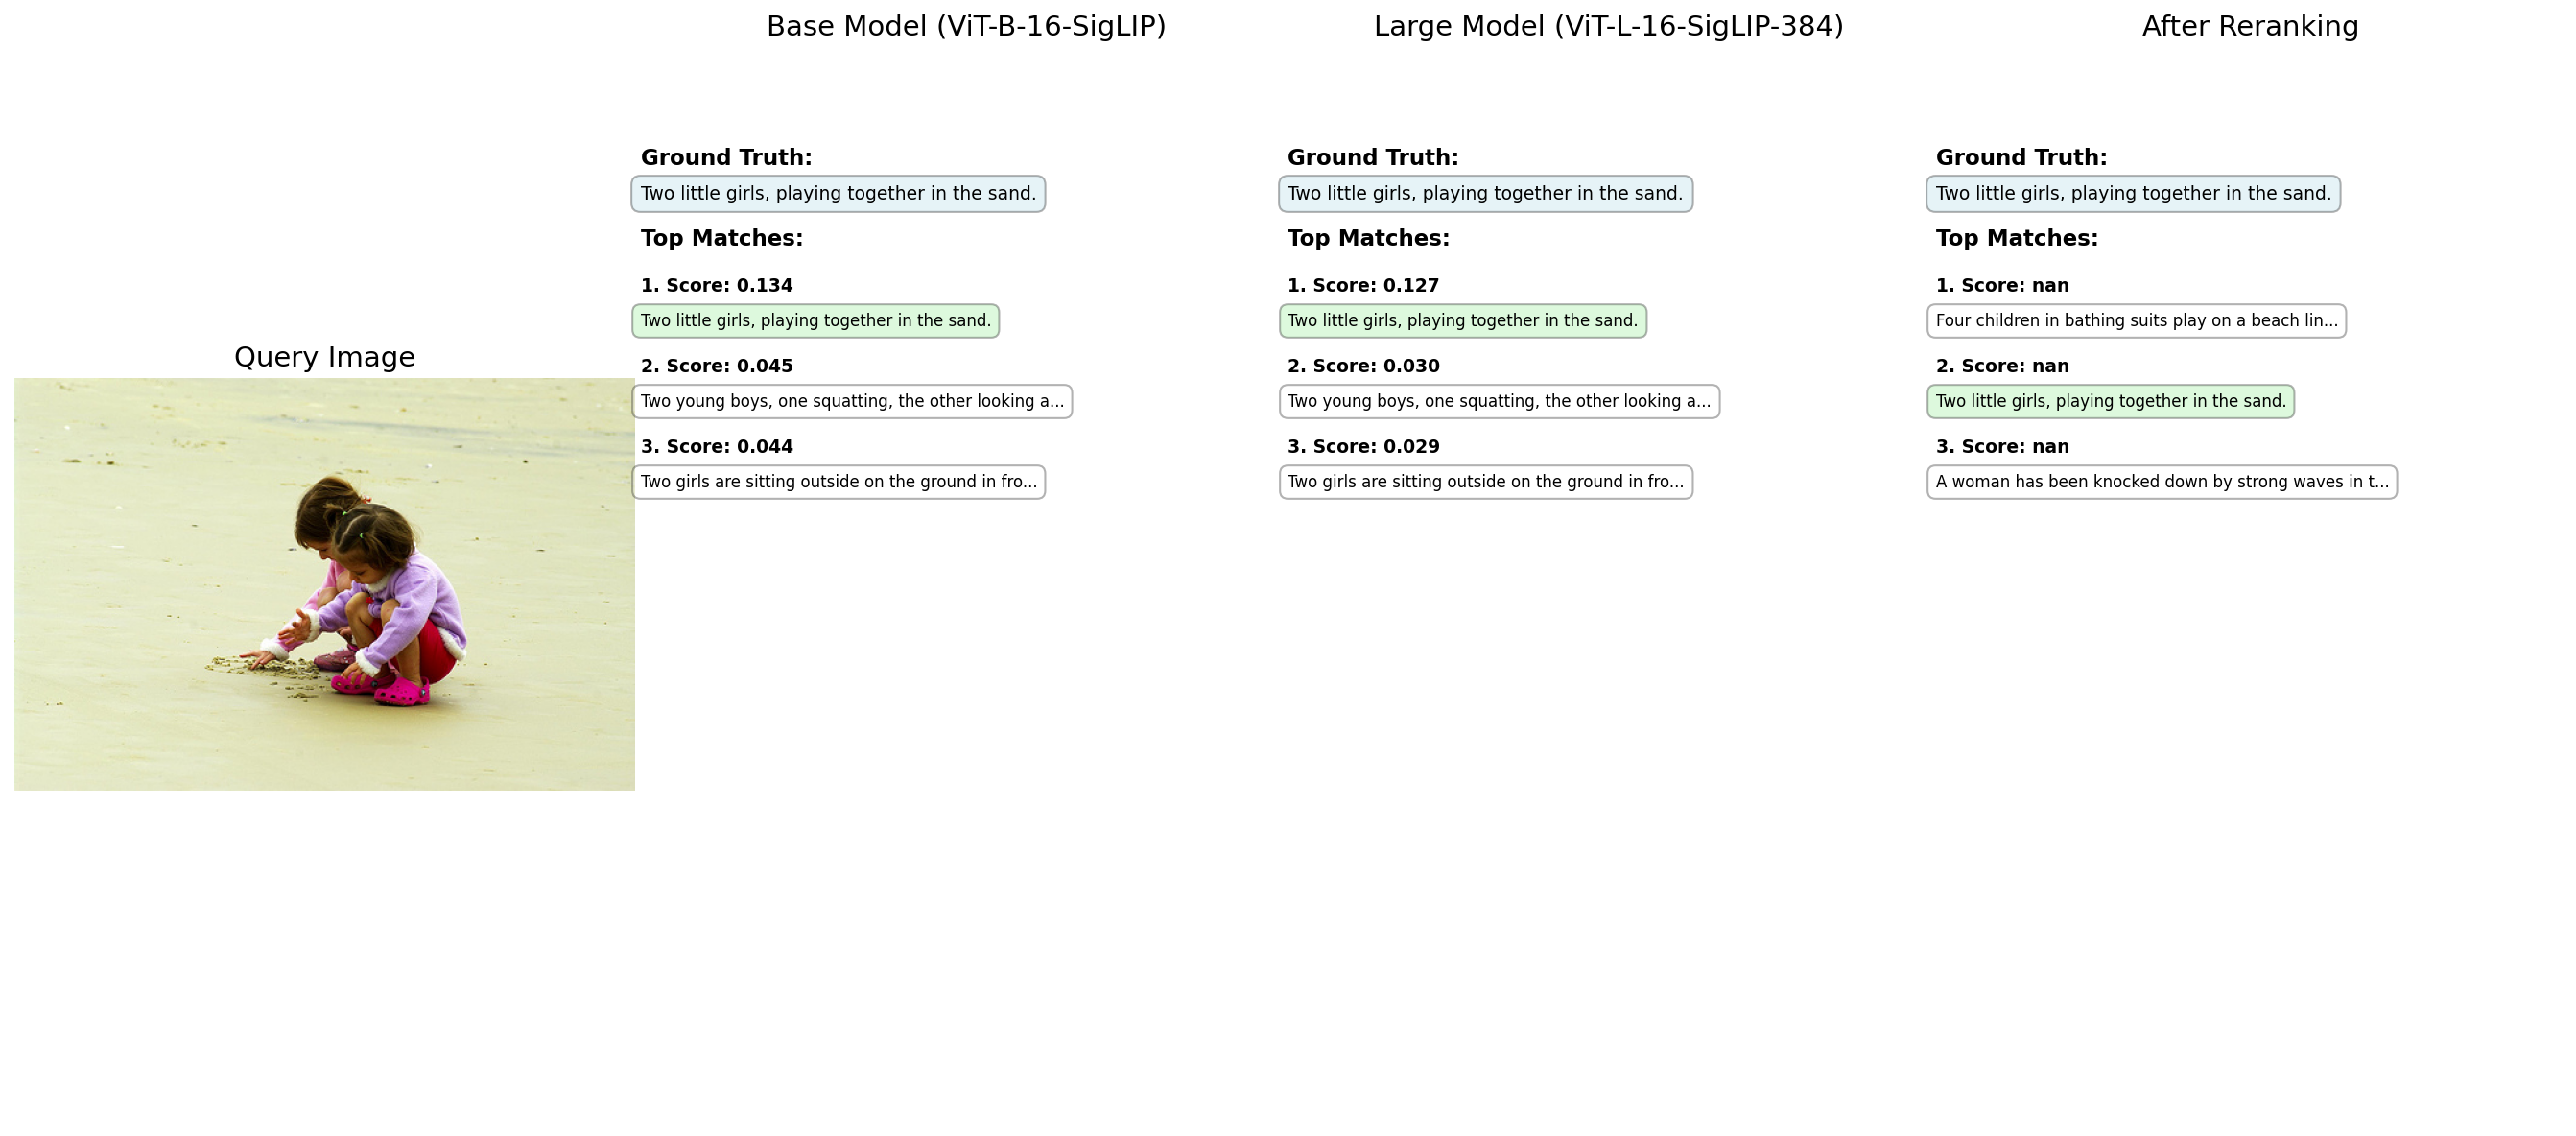 Base Model (ViT-B-16-SigLIP)
Large Model (ViT-L-16-SigLIP-384)
After Reranking
Query Image
Ground Truth:
Two little girls, playing together in the sand.
Top Matches:
1. Score: 0.134
Two little girls, playing together in the sand.
2. Score: 0.045
Two young boys, one squatting, the other looking a...
3. Score: 0.044
Two girls are sitting outside on the ground in fro...
Ground Truth:
Two little girls, playing together in the sand.
Top Matches:
1. Score: 0.127
Two little girls, playing together in the sand.
2. Score: 0.030
Two young boys, one squatting, the other looking a...
3. Score: 0.029
Two girls are sitting outside on the ground in fro...
Ground Truth:
Two little girls, playing together in the sand.
Top Matches:
1. Score: nan
Four children in bathing suits play on a beach lin...
2. Score: nan
Two little girls, playing together in the sand.
3. Score: nan
A woman has been knocked down by strong waves in t...